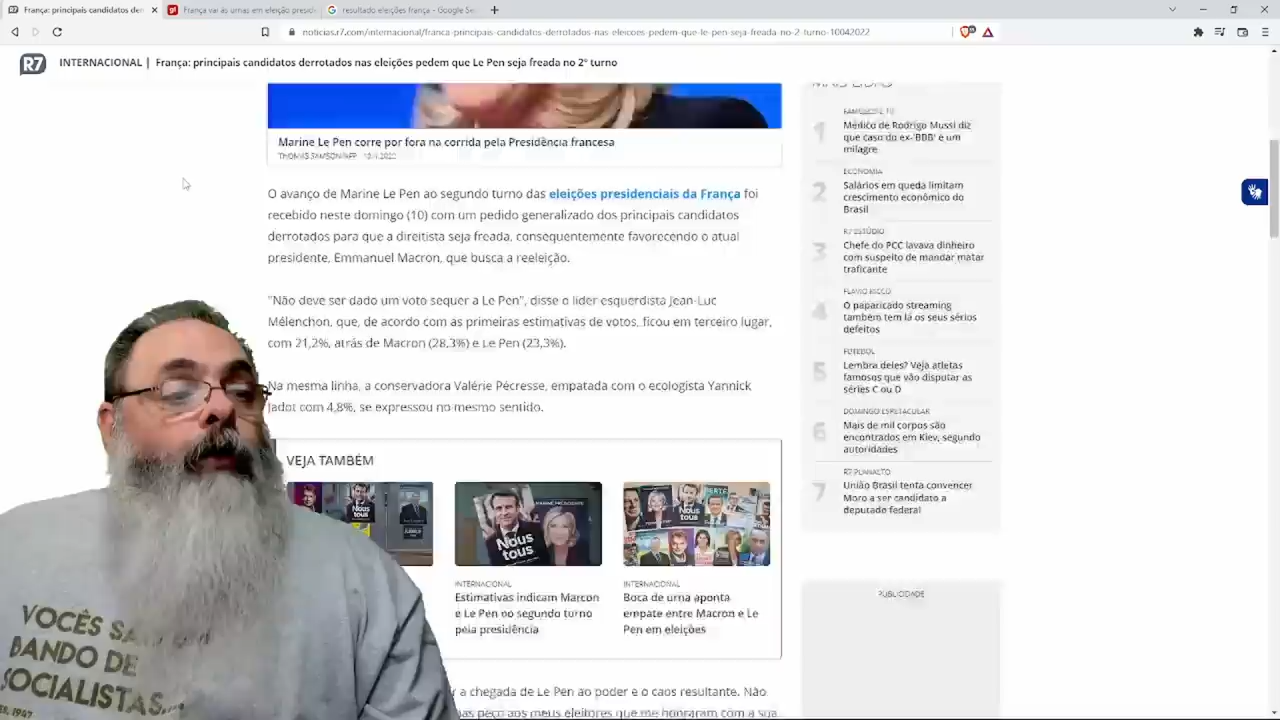 França: principais candidatos der
França vai às urnas em eleição presid
resultado eleições frança - Google Se
noticias.r7.com/internacional/franca-principais-candidatos-derrotados-nas-eleicoes-pedem-que-le-pen-seja-freada-no-2-turno-10042022
R7 INTERNACIONAL | França: principais candidatos derrotados nas eleições pedem que Le Pen seja freada no 2º turno
Marine Le Pen corre por fora na corrida pela Presidência francesa
O avanço de Marine Le Pen ao segundo turno das eleições presidenciais da França foi
recebido neste domingo (10) com um pedido generalizado dos principais candidatos
derrotados para que a direitista seja freada, consequentemente favorecendo o atual
presidente, Emmanuel Macron, que busca a reeleição.
"Não deve ser dado um voto sequer a Le Pen", disse o líder esquerdista Jean-Luc
Mélenchon, que, de acordo com as primeiras estimativas de votos, ficou em terceiro lugar,
com 21,2%, atrás de Macron (28,3%) e Le Pen (23,3%).
Na mesma linha, a conservadora Valérie Pécresse, empatada com o ecologista Yannick
Jadot com 4,8%, se expressou no mesmo sentido.
VEJA TAMBÉM
Nous
tous
Nous
tous
Nous
tous
INTERNACIONAL
Estimativas indicam Marcon
e Le Pen no segundo turno
pela presidência
INTERNACIONAL
Boca de urna aponta
empate entre Macron e Le
Pen em eleições
r a chegada de Le Pen ao poder e o caos resultante. Não
as peço aos meus eleitores que me honraram com a sua
MAIS LIDO
1
Médico de Rodrigo Mussi diz
que caso do ex-'BBB' é um
milagre
2
ECONOMIA
Salários em queda limitam
crescimento econômico do
Brasil
3
R7 ESTÚDIO
Chefe do PCC lavava dinheiro
com suspeito de mandar matar
traficante
4
FLAVIO RICCO
O paparicado streaming
também tem lá os seus sérios
defeitos
5
FUTEBOL
Lembra deles? Veja atletas
famosos que vão disputar as
séries C ou D
6
DOMINGO ESPETACULAR
Mais de mil corpos são
encontrados em Kiev, segundo
autoridades
7
R7 PLANALTO
União Brasil tenta convencer
Moro a ser candidato a
deputado federal
PUBLICIDADE
VOCÊS SÃ
BANDO DE
SOCIALISTAS...